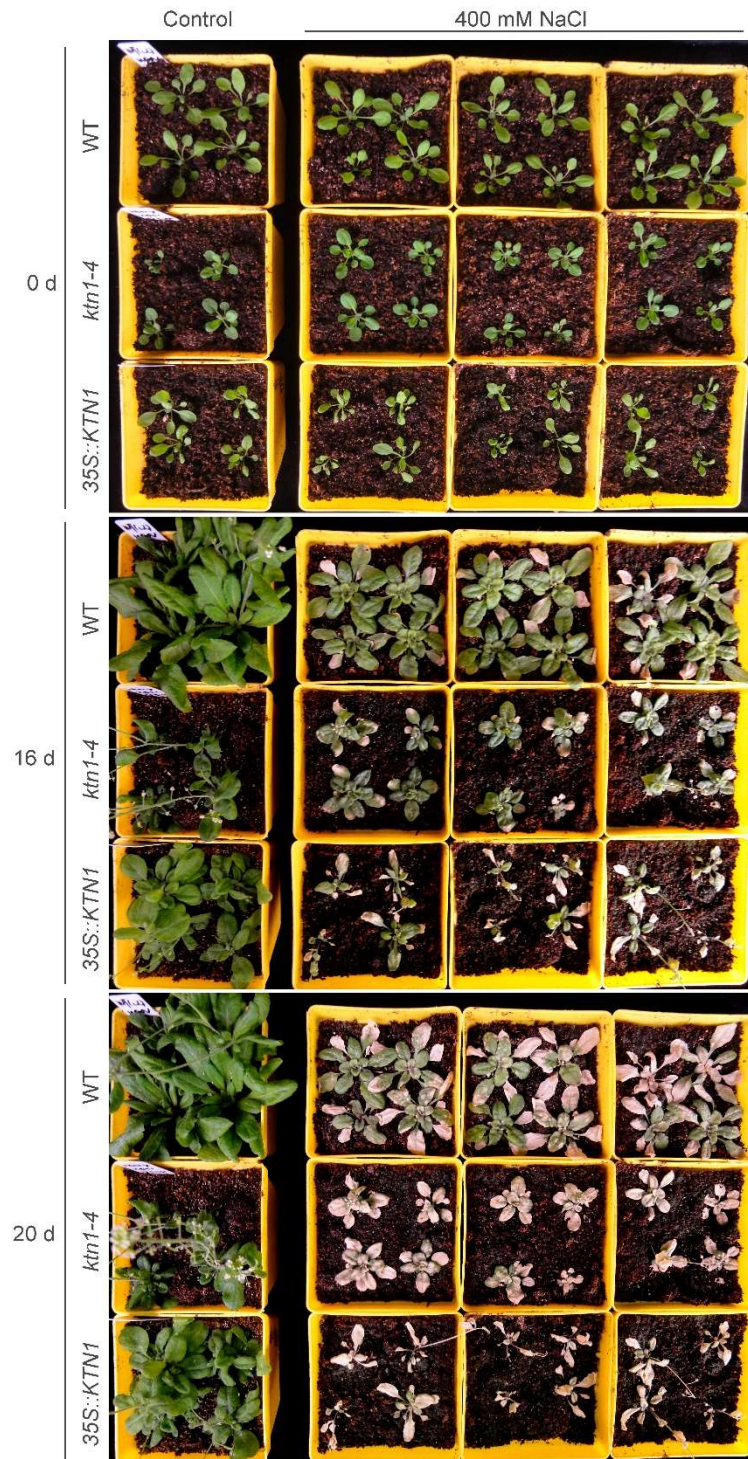 Control
400 mM NaCl
0 d
WT
ktn1-4
35S::KTN1
16 d
WT
ktn1-4
35S::KTN1
20 d
WT
ktn1-4
35S::KTN1